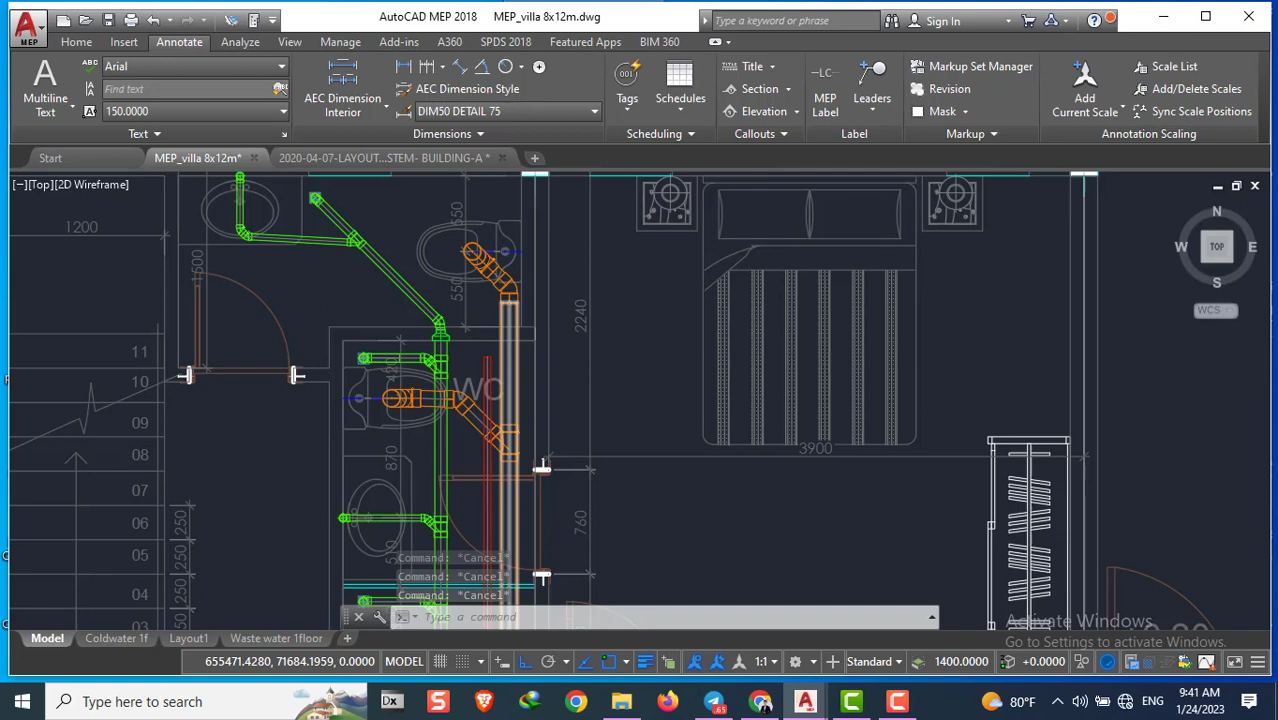 AutoCAD MEP 2018 MEP_villa 8x12m.dwg
Type a keyword or phrase
Sign In
MEP
Home Insert Annotate Analyze View Manage Add-ins A360 SPDS 2018 Featured Apps BIM 360
ABC Arial
Find text
150.0000
Multiline Text
Text
AEC Dimension Interior
AEC Dimension Style
DIM50 DETAIL 75
Dimensions
001
Tags
Schedules
Scheduling
Title
Section
Elevation
Callouts
MEP Label
Leaders
Label
Markup Set Manager
Revision
Mask
Markup
Add Current Scale
Scale List
Add/Delete Scales
Sync Scale Positions
Annotation Scaling
Start MEP_villa 8x12m* 2020-04-07-LAYOUT...STEM- BUILDING-A *
[−][Top][2D Wireframe]
N
W TOP E
S
WCS
1200
1500
550
550
2240
11
10
420
WC
09
3900
08
870
07
760
06
250
05
250
04
250
03
Command: *Cancel*
Command: *Cancel*
Command: *Cancel*
Type a command
Activate Windows
Go to Settings to activate Windows.
Model Coldwater 1f Layout1 Waste water 1floor
655471.4280, 71684.1959, 0.0000 MODEL 1:1 Standard 1400.0000 +0.0000
Type here to search
Dx
65
80°F
ENG
9:41 AM
1/24/2023